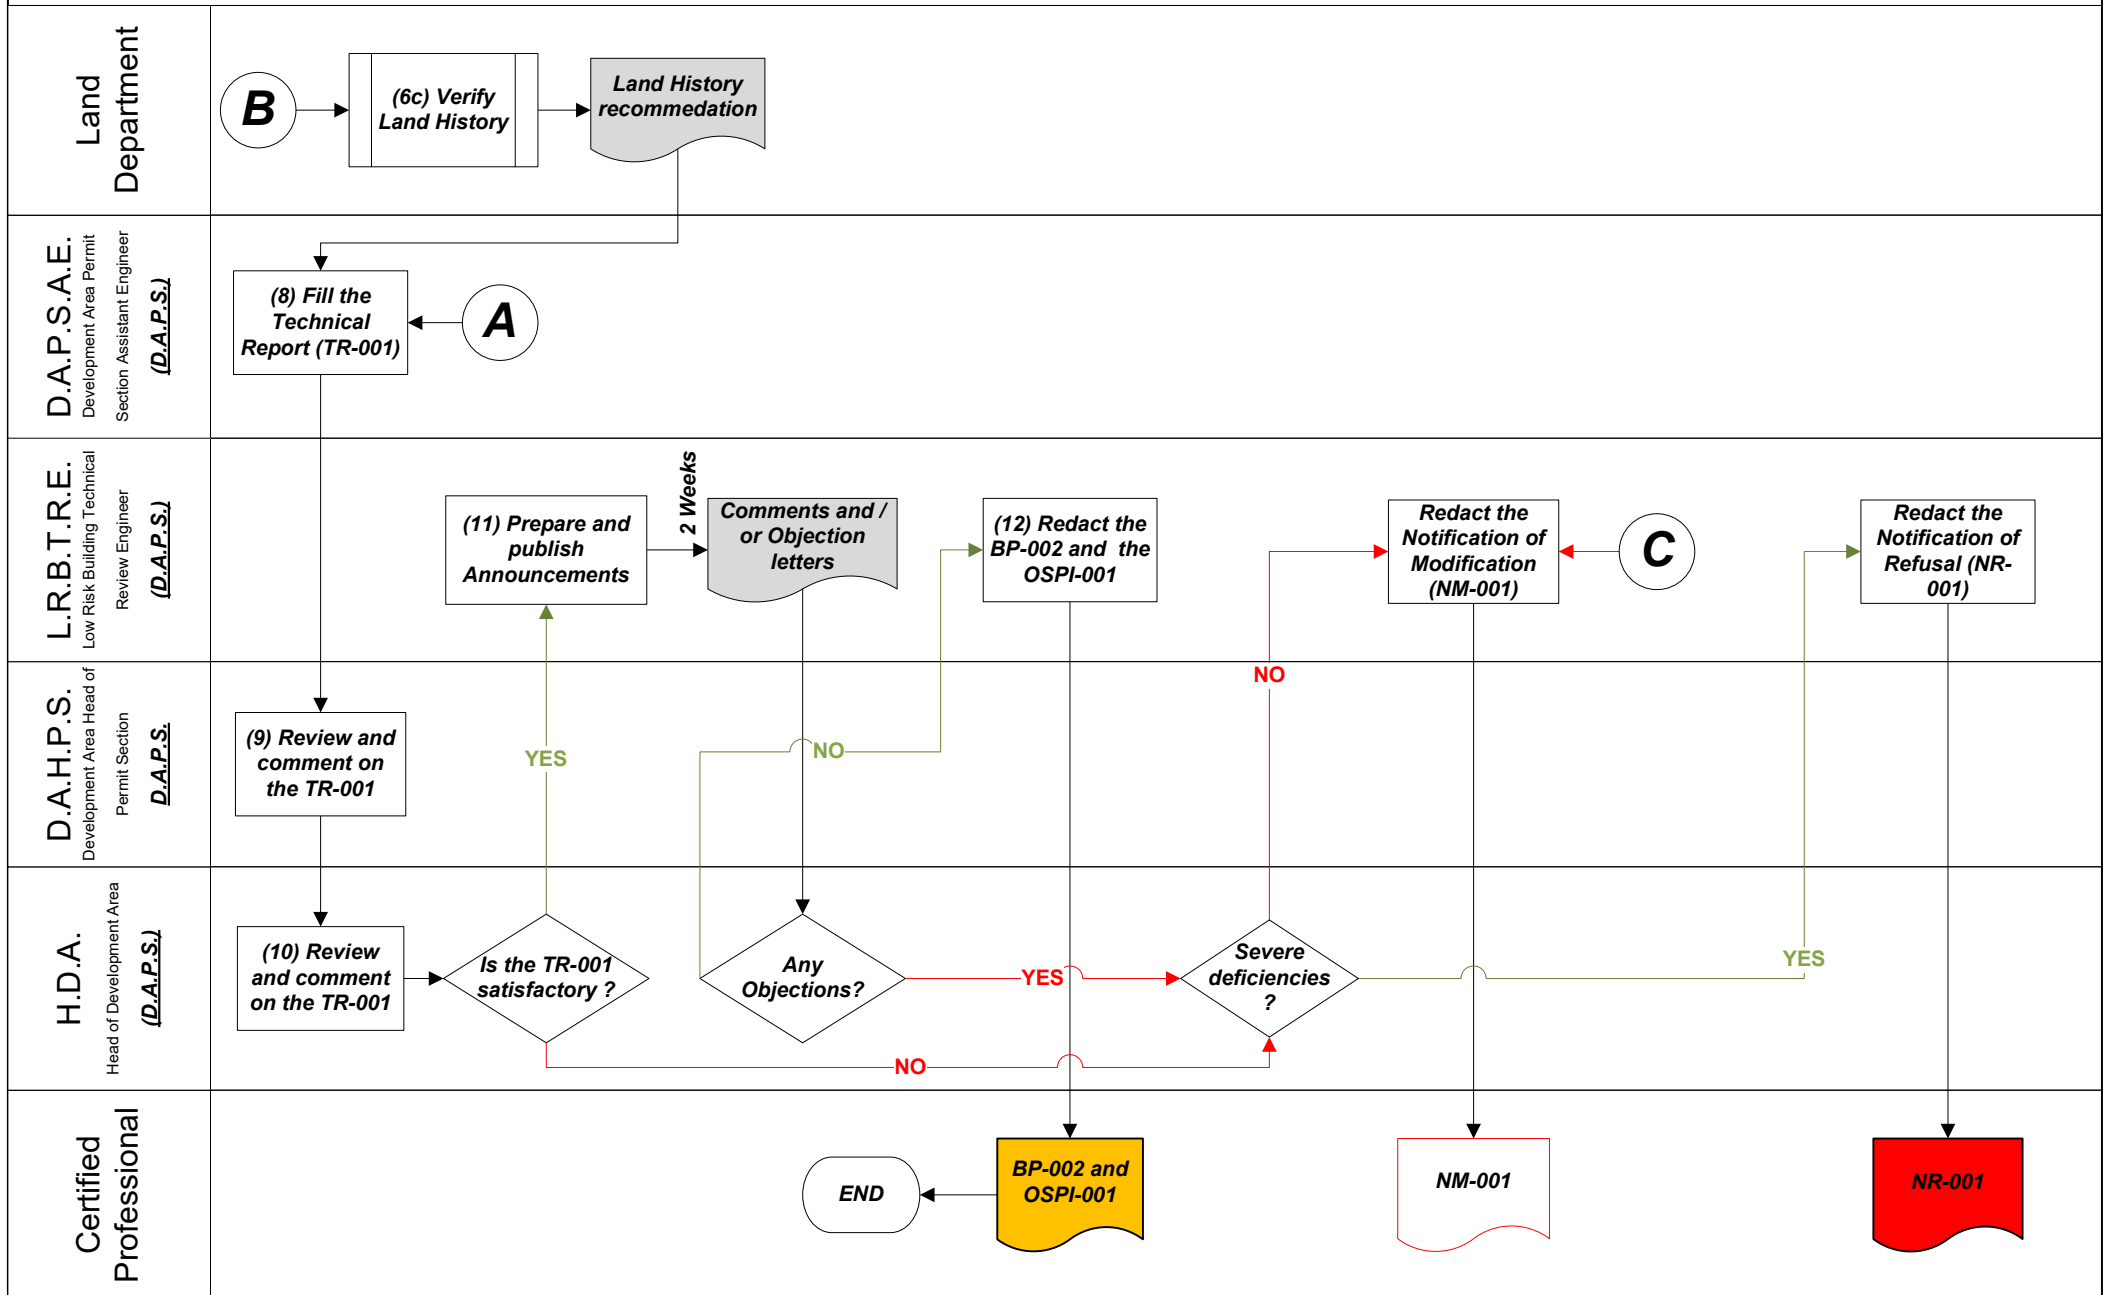 Land
Department
B
(6c) Verify
Land History
Land History
recommedation
D.A.P.S.A.E.
Development Area Permit
Section Assistant Engineer
(D.A.P.S.)
(8) Fill the
Technical
Report (TR-001)
A
L.R.B.T.R.E.
Low Risk Building Technical
Review Engineer
(D.A.P.S.)
(11) Prepare and
publish
Announcements
2 Weeks
Comments and /
or Objection
letters
(12) Redact the
BP-002 and the
OSPI-001
Redact the
Notification of
Modification
(NM-001)
C
Redact the
Notification of
Refusal (NR-
001)
D.A.H.P.S.
Development Area Head of
Permit Section
D.A.P.S.
(9) Review and
comment on
the TR-001
YES
NO
NO
H.D.A.
Head of Development Area
(D.A.P.S.)
(10) Review
and comment
on the TR-001
Is the TR-001
satisfactory ?
Any
Objections?
YES
Severe
deficiencies
?
YES
NO
Certified
Professional
END
BP-002 and
OSPI-001
NM-001
NR-001